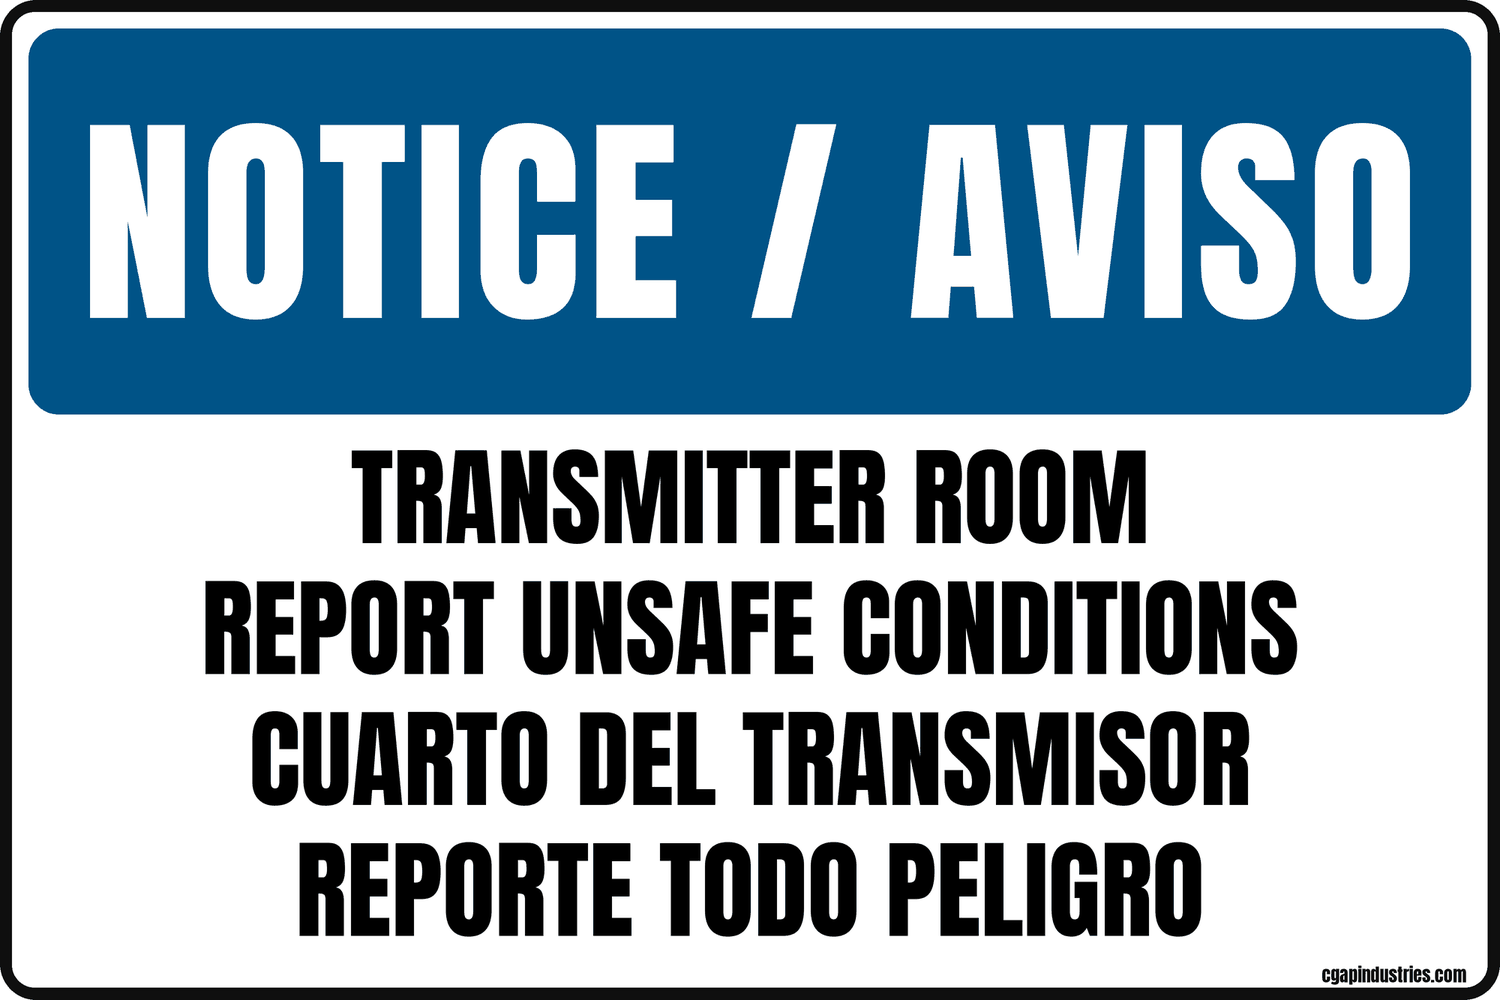 NOTICE / AVISO
TRANSMITTER ROOM
REPORT UNSAFE CONDITIONS
CUARTO DEL TRANSMISOR
REPORTE TODO PELIGRO
cgapindustries.com